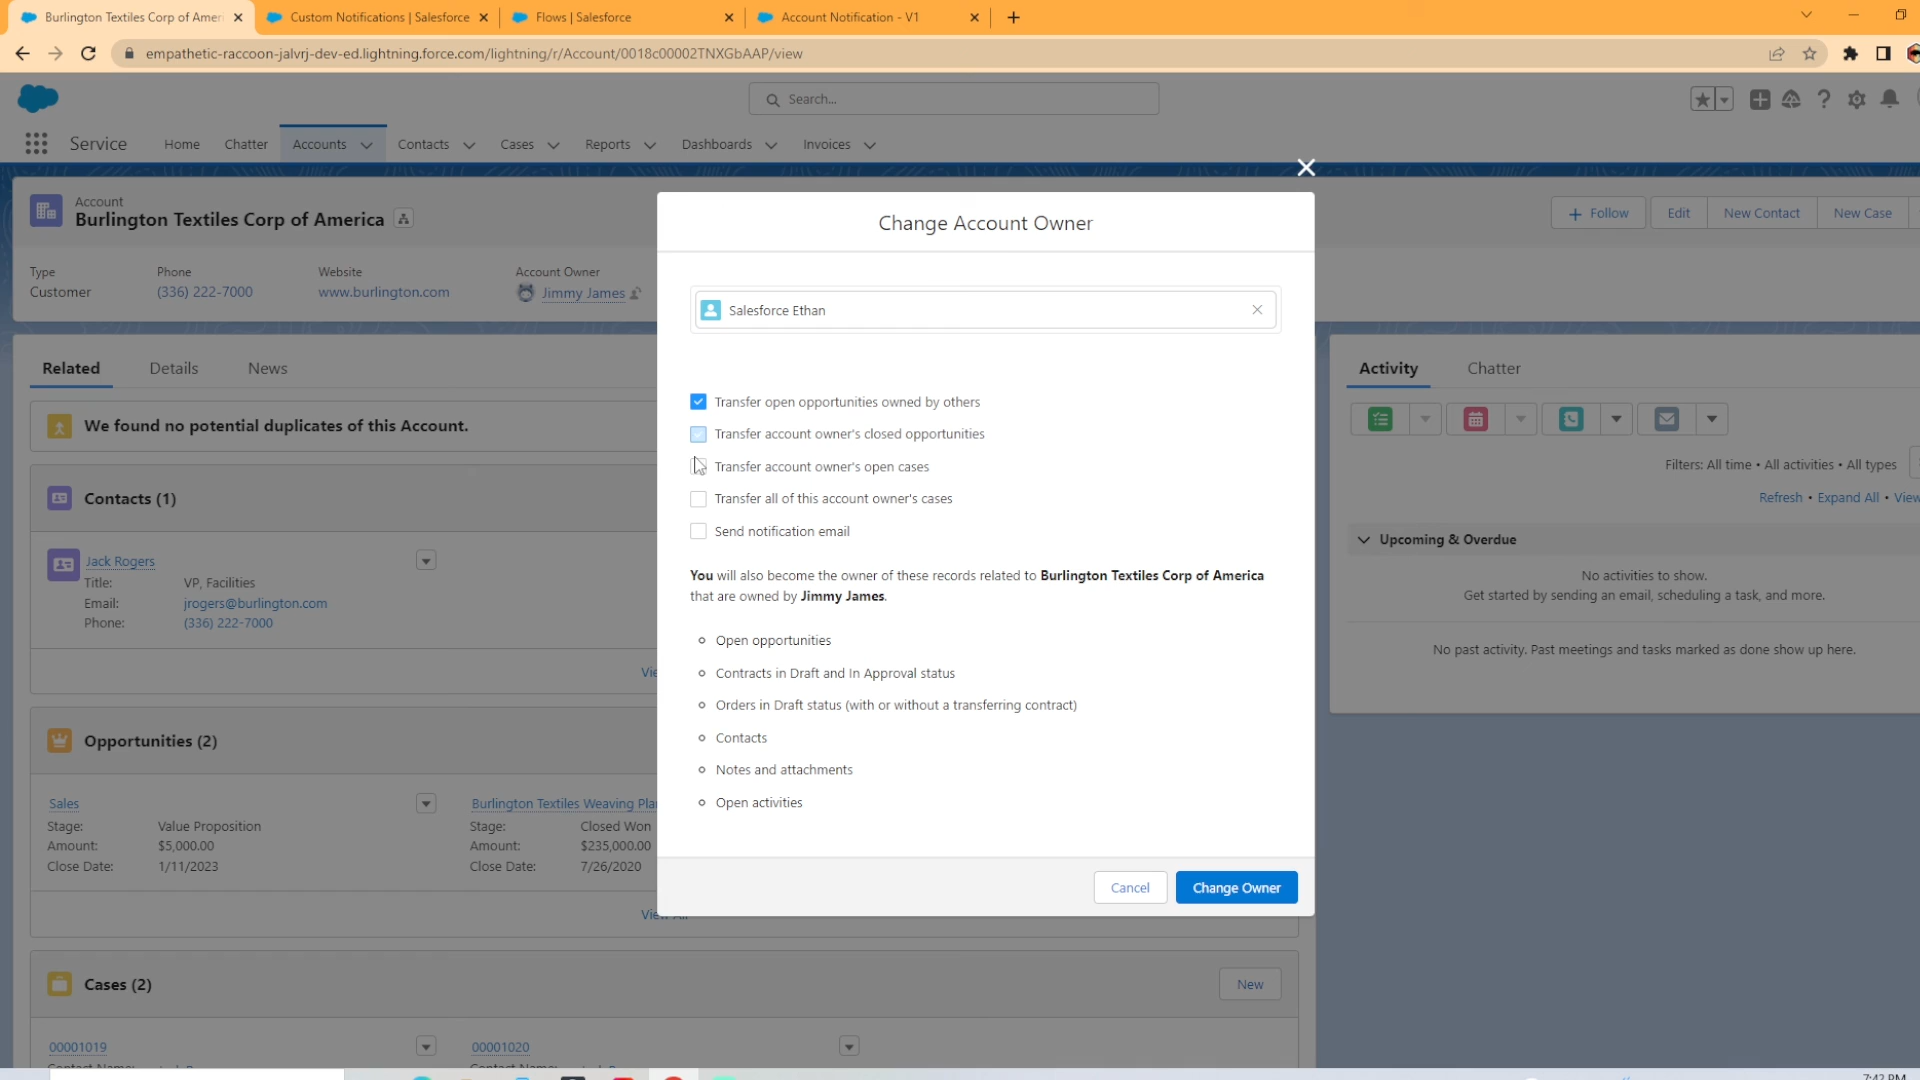 Burlington Textiles Corp of Amer
Custom Notifications | Salesforce
Flows | Salesforce
Account Notification - V1
empathetic-raccoon-jalvrj-dev-ed.lightning.force.com/lightning/r/Account/0018c00002TNXGbAAP/view
Search...
Service
Home
Chatter
Accounts
Contacts
Cases
Reports
Dashboards
Invoices
Account
Burlington Textiles Corp of America
Follow
Edit
New Contact
New Case
Type
Customer
Phone
(336) 222-7000
Website
www.burlington.com
Account Owner
Jimmy James
Change Account Owner
Salesforce Ethan
Transfer open opportunities owned by others
Transfer account owner's closed opportunities
Transfer account owner's open cases
Transfer all of this account owner's cases
Send notification email
You will also become the owner of these records related to Burlington Textiles Corp of America
that are owned by Jimmy James.
Open opportunities
Contracts in Draft and In Approval status
Orders in Draft status (with or without a transferring contract)
Contacts
Notes and attachments
Open activities
Cancel
Change Owner
Related
Details
News
We found no potential duplicates of this Account.
Contacts (1)
Jack Rogers
Title: VP, Facilities
Email: jrogers@burlington.com
Phone: (336) 222-7000
Opportunities (2)
Sales
Stage: Value Proposition
Amount: $5,000.00
Close Date: 1/11/2023
Burlington Textiles Weaving Pla
Stage: Closed Won
Amount: $235,000.00
Close Date: 7/26/2020
Cases (2)
New
00001019
00001020
Activity
Chatter
Filters: All time • All activities • All types
Refresh • Expand All • View
Upcoming & Overdue
No activities to show.
Get started by sending an email, scheduling a task, and more.
No past activity. Past meetings and tasks marked as done show up here.
7:42 PM